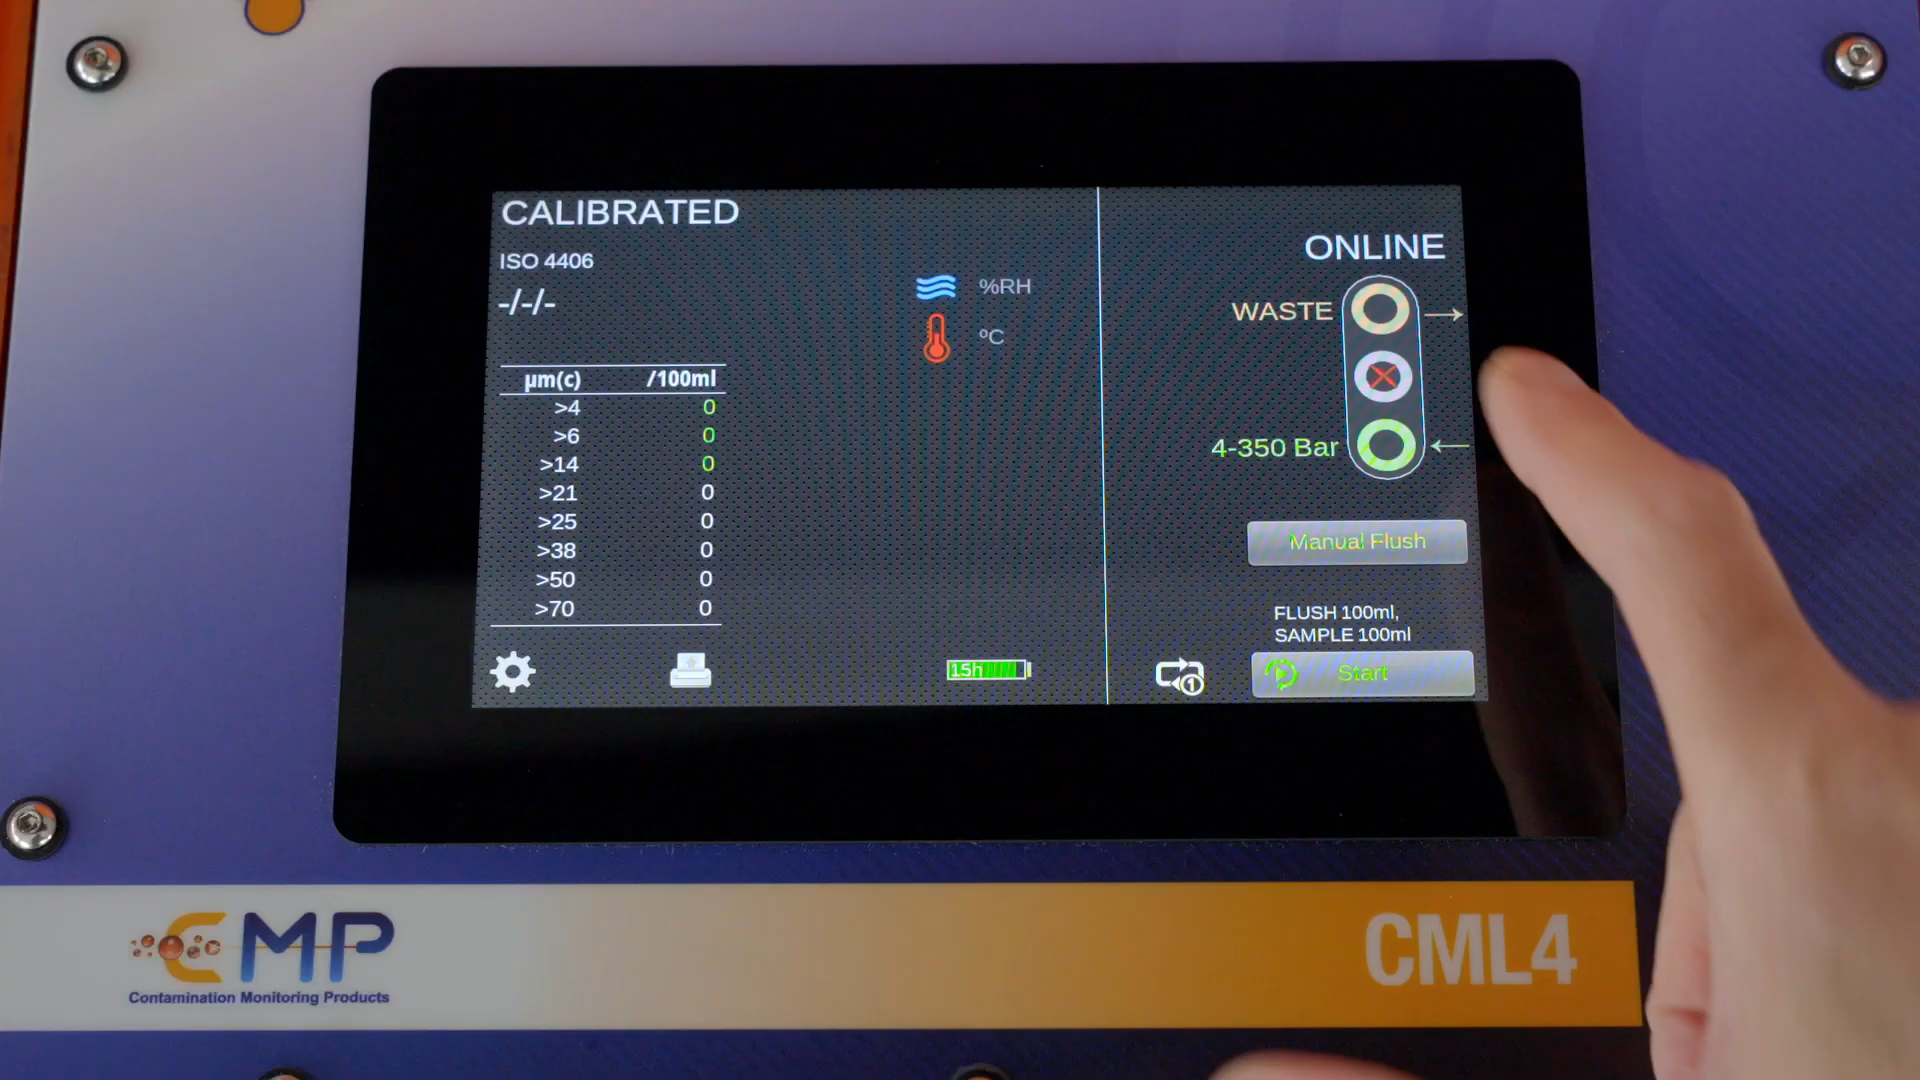 CALIBRATED
ISO 4406
-/-/-
µm(c) /100ml
>4 0
>6 0
>14 0
>21 0
>25 0
>38 0
>50 0
>70 0
%RH
ºC
15h
ONLINE
WASTE
4-350 Bar
Manual Flush
FLUSH 100ml,
SAMPLE 100ml
1
Start
CMP
Contamination Monitoring Products
CML4